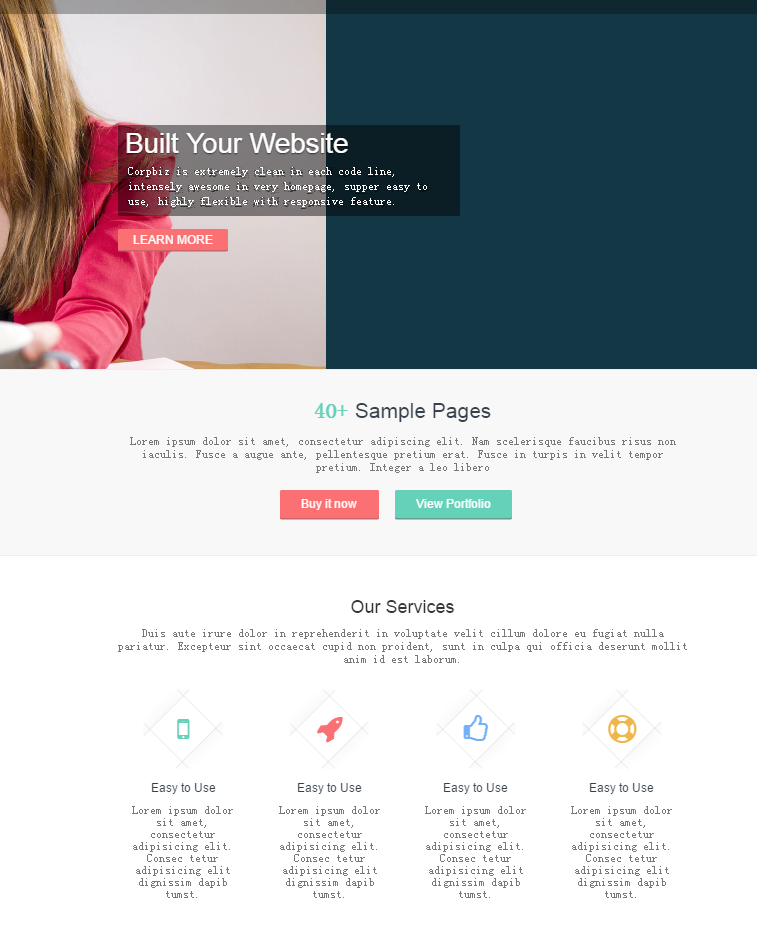 Built Your Website
Corpbiz is extremely clean in each code line,
intensely awesome in very homepage, supper easy to
use, highly flexible with responsive feature.
LEARN MORE
40+ Sample Pages
Lorem ipsum dolor sit amet, consectetur adipiscing elit. Nam scelerisque faucibus risus non
iaculis. Fusce a augue ante, pellentesque pretium erat. Fusce in turpis in velit tempor
pretium. Integer a leo libero
Buy it now View Portfolio
Our Services
Duis aute irure dolor in reprehenderit in voluptate velit cillum dolore eu fugiat nulla
pariatur. Excepteur sint occaecat cupid non proident, sunt in culpa qui officia deserunt mollit
anim id est laborum.
Easy to Use
Lorem ipsum dolor
sit amet,
consectetur
adipisicing elit.
Consec tetur
adipisicing elit
dignissim dapib
tumst.
Easy to Use
Lorem ipsum dolor
sit amet,
consectetur
adipisicing elit.
Consec tetur
adipisicing elit
dignissim dapib
tumst.
Easy to Use
Lorem ipsum dolor
sit amet,
consectetur
adipisicing elit.
Consec tetur
adipisicing elit
dignissim dapib
tumst.
Easy to Use
Lorem ipsum dolor
sit amet,
consectetur
adipisicing elit.
Consec tetur
adipisicing elit
dignissim dapib
tumst.